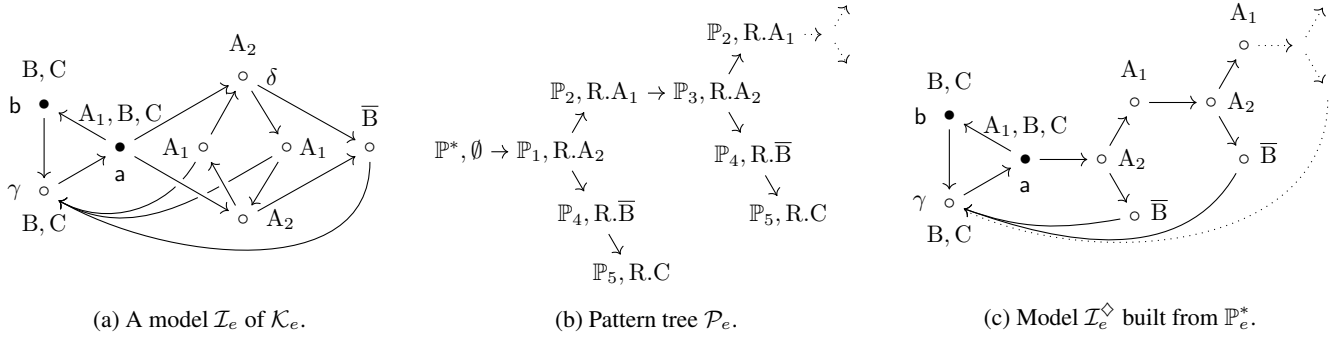 A₂
δ
B, C
b
A₁, B, C
B̅
A₁
A₁
a
γ
B, C
A₂
(a) A model ℐₑ of 𝒦ₑ.
ℙ₂, R.A₁
ℙ₂, R.A₁ → ℙ₃, R.A₂
ℙ*, ∅ → ℙ₁, R.A₂
ℙ₄, R.B̅
ℙ₄, R.B̅
ℙ₅, R.C
ℙ₅, R.C
(b) Pattern tree 𝒫ₑ.
A₁
B, C
A₁
A₂
b
A₁, B, C
A₂
B̅
a
γ
B̅
B, C
(c) Model ℐₑ^◇ built from ℙₑ*.